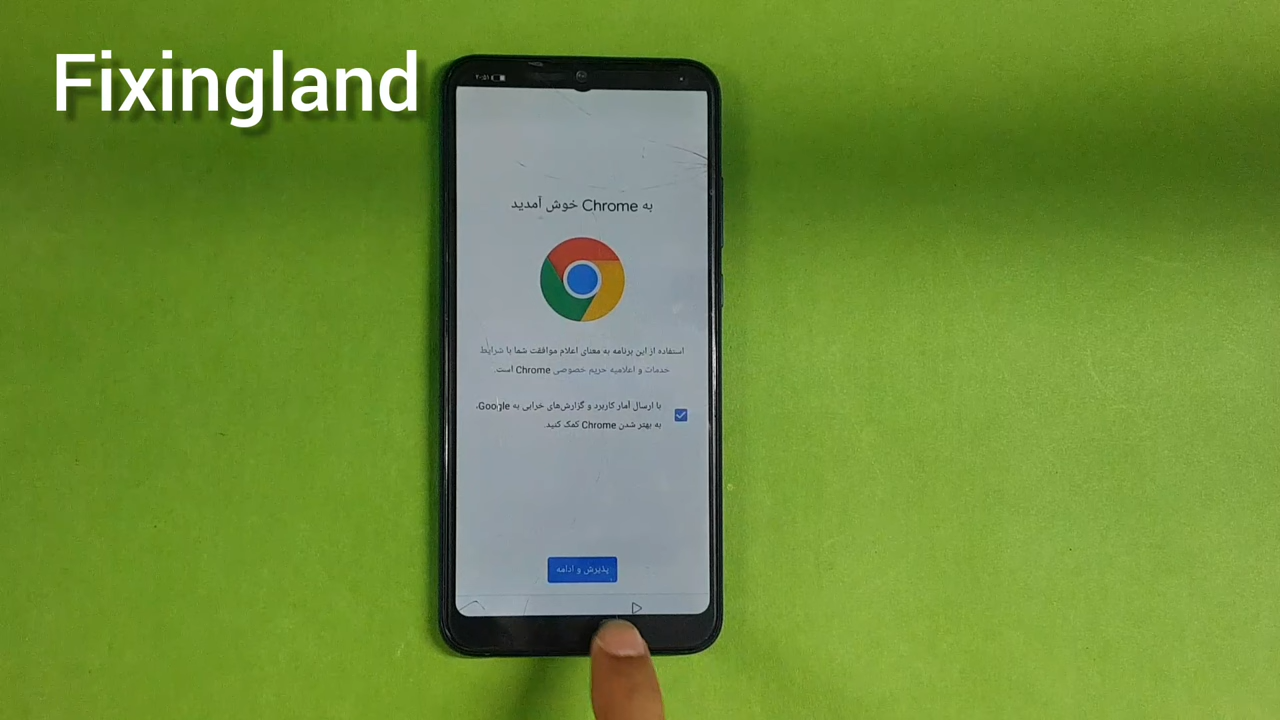 Fixingland
۲۰:۵۱
به Chrome خوش آمدید
استفاده از این برنامه به معنای اعلام موافقت شما با شرایط
خدمات و اعلامیه حریم خصوصی Chrome است.
با ارسال آمار کاربرد و گزارش‌های خرابی به Google،
به بهتر شدن Chrome کمک کنید.
پذیرش و ادامه